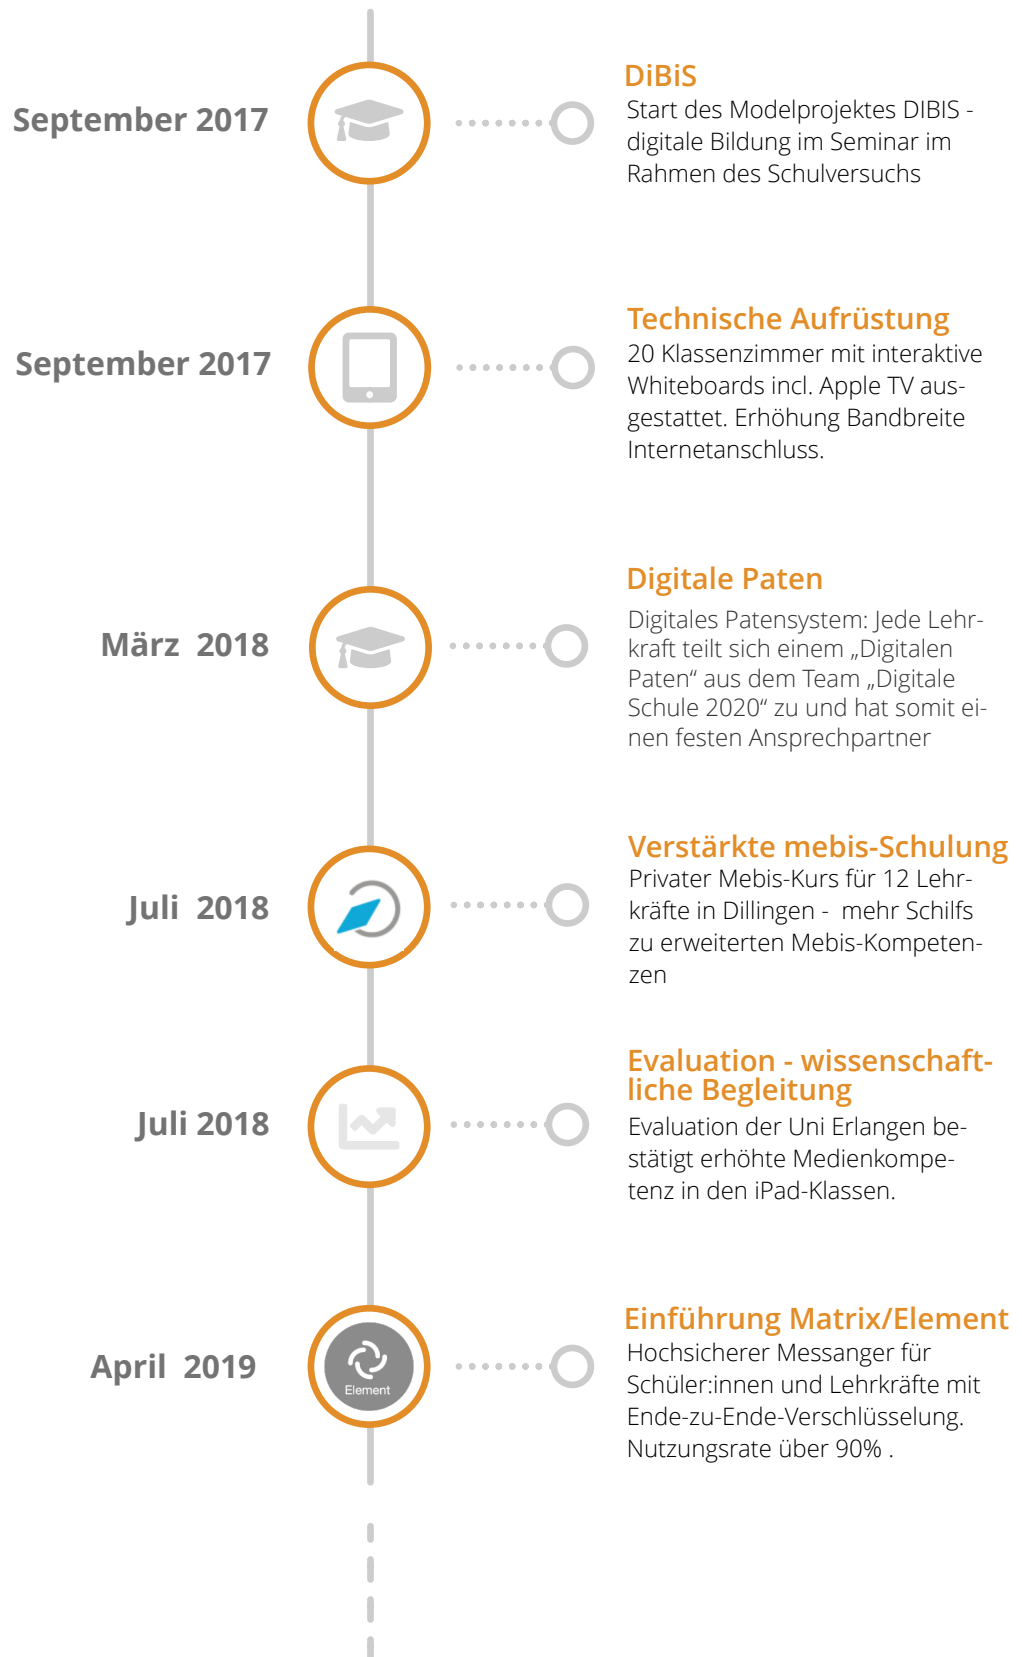 September 2017
DiBiS
Start des Modelprojektes DIBIS -
digitale Bildung im Seminar im
Rahmen des Schulversuchs
September 2017
Technische Aufrüstung
20 Klassenzimmer mit interaktive
Whiteboards incl. Apple TV aus-
gestattet. Erhöhung Bandbreite
Internetanschluss.
März 2018
Digitale Paten
Digitales Patensystem: Jede Lehr-
kraft teilt sich einem „Digitalen
Paten“ aus dem Team „Digitale
Schule 2020“ zu und hat somit ei-
nen festen Ansprechpartner
Juli 2018
Verstärkte mebis-Schulung
Privater Mebis-Kurs für 12 Lehr-
kräfte in Dillingen - mehr Schilfs
zu erweiterten Mebis-Kompeten-
zen
Juli 2018
Evaluation - wissenschaft-
liche Begleitung
Evaluation der Uni Erlangen be-
stätigt erhöhte Medienkompe-
tenz in den iPad-Klassen.
April 2019
Element
Einführung Matrix/Element
Hochsicherer Messanger für
Schüler:innen und Lehrkräfte mit
Ende-zu-Ende-Verschlüsselung.
Nutzungsrate über 90% .